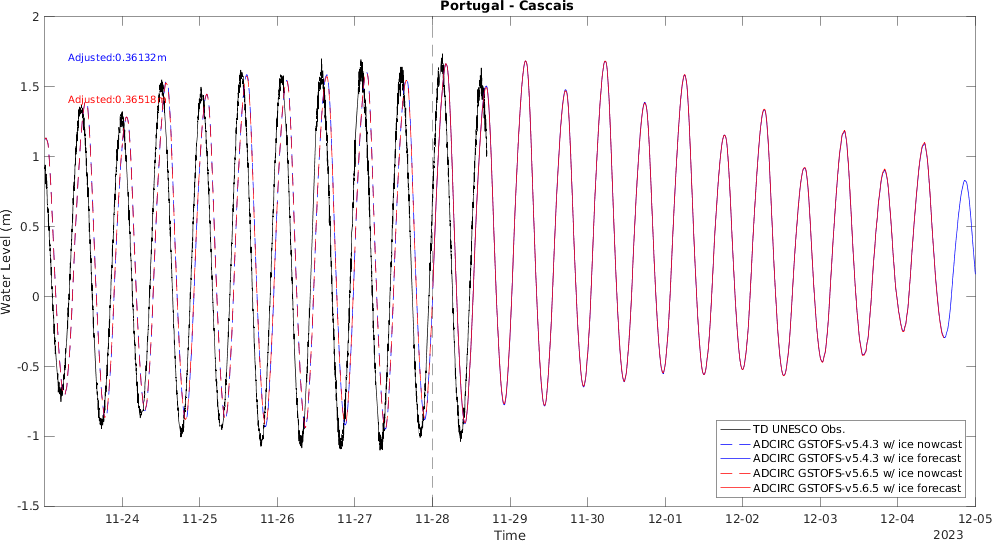 Portugal - Cascais
2
1.5
1
0.5
0
-0.5
-1
-1.5
Water Level (m)
Adjusted:0.36132m
Adjusted:0.36518m
TD UNESCO Obs.
ADCIRC GSTOFS-v5.4.3 w/ ice nowcast
ADCIRC GSTOFS-v5.4.3 w/ ice forecast
ADCIRC GSTOFS-v5.6.5 w/ ice nowcast
ADCIRC GSTOFS-v5.6.5 w/ ice forecast
11-24 11-25 11-26 11-27 11-28 11-29 11-30 12-01 12-02 12-03 12-04 12-05
Time
2023